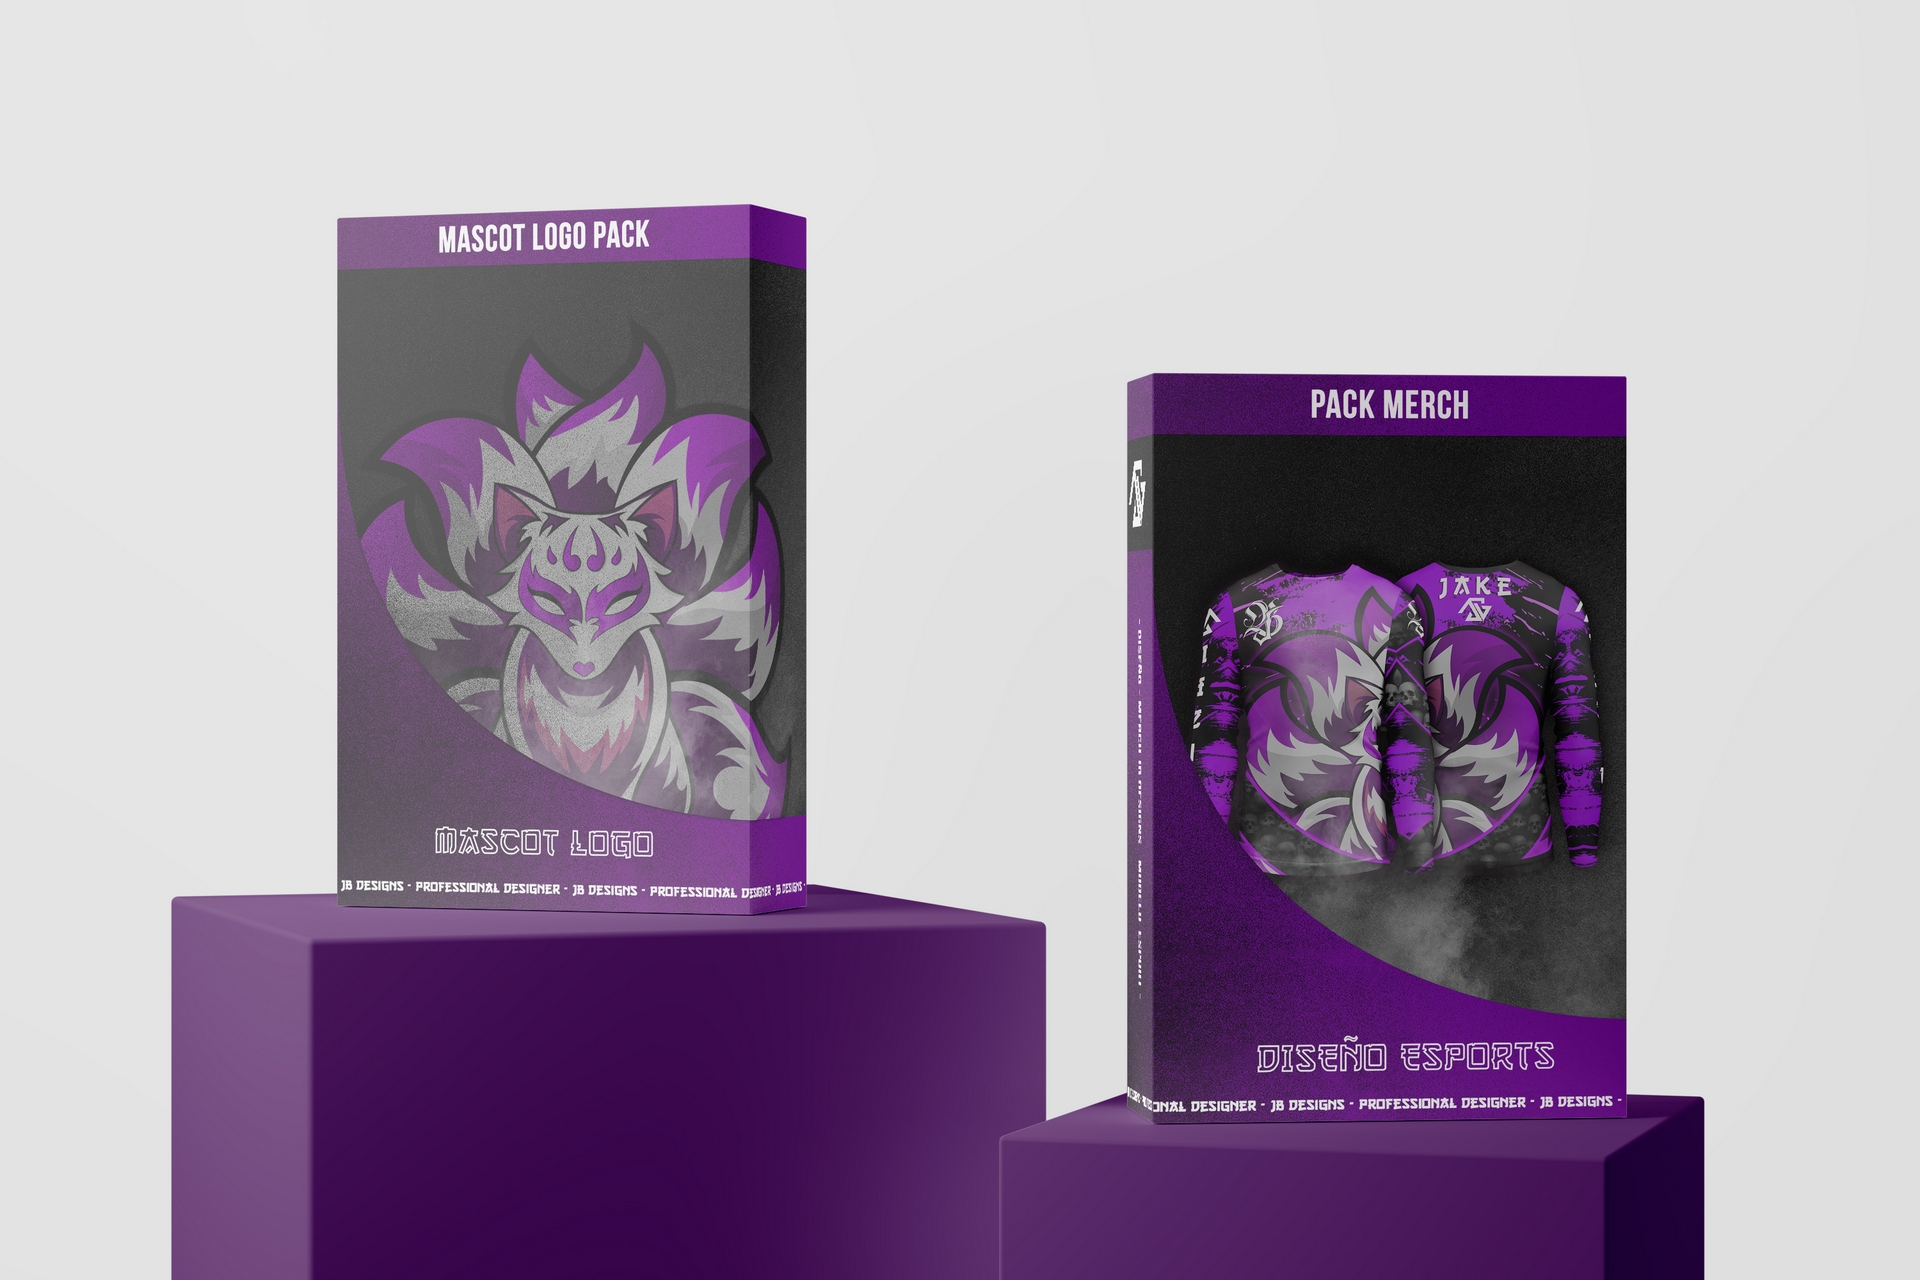 MASCOT LOGO PACK
MASCOT LOGO
JB DESIGNS - PROFESSIONAL DESIGNER - JB DESIGNS - PROFESSIONAL DESIGNER - JB DESIGNS -
PACK MERCH
JAKE
DISEÑO ESPORTS
DESIGNER - JB DESIGNS - PROFESSIONAL DESIGNER - JB DESIGNS -